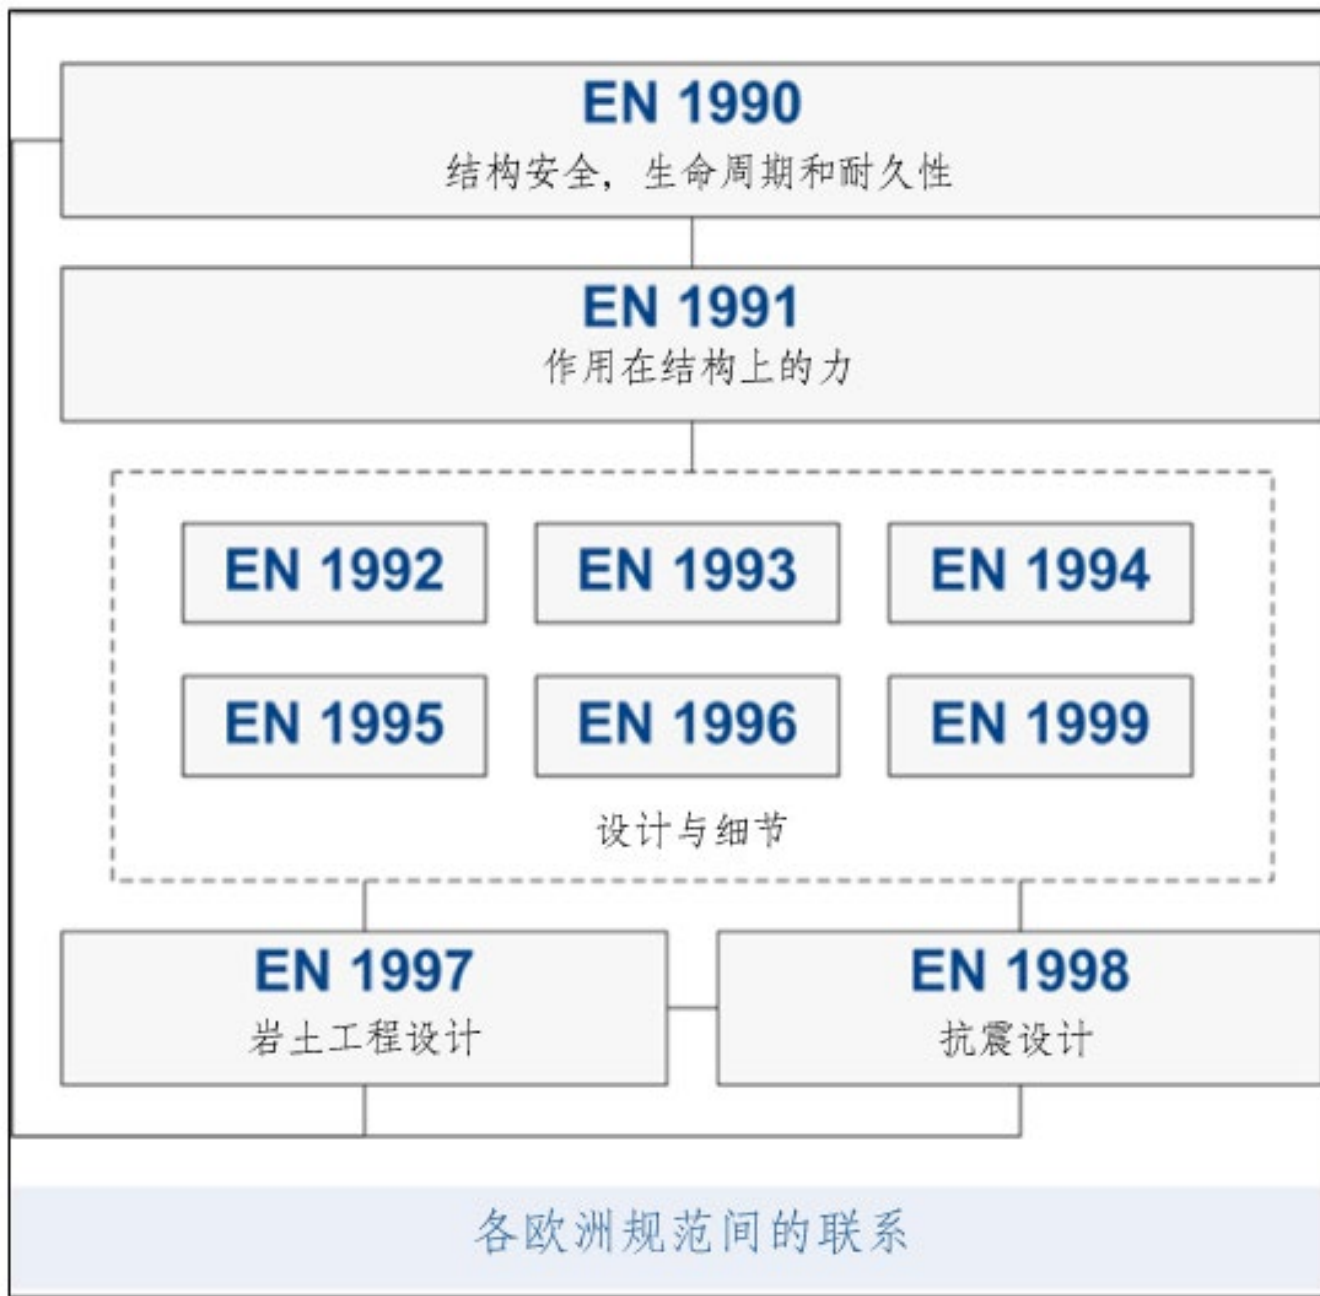 EN 1990
结构安全，生命周期和耐久性
EN 1991
作用在结构上的力
EN 1992 EN 1993 EN 1994
EN 1995 EN 1996 EN 1999
设计与细节
EN 1997 EN 1998
岩土工程设计 抗震设计
各欧洲规范间的联系